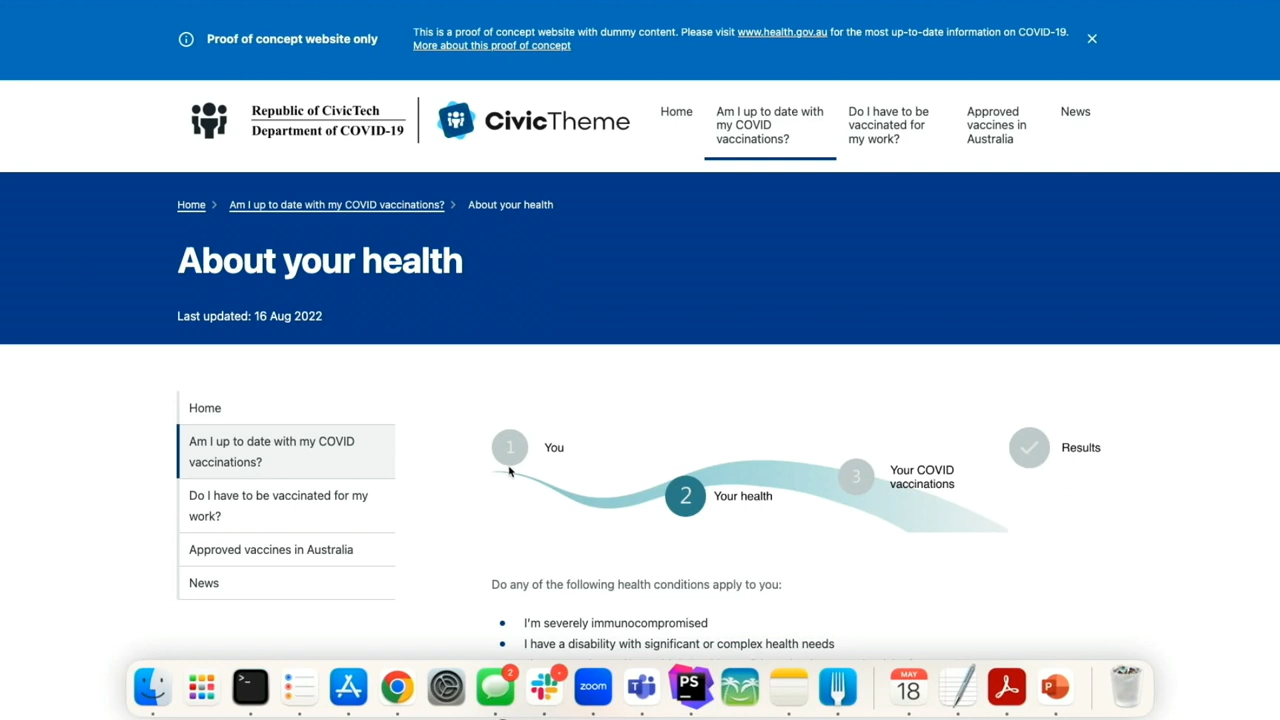 Proof of concept website only
This is a proof of concept website with dummy content. Please visit www.health.gov.au for the most up-to-date information on COVID-19.
More about this proof of concept
Republic of CivicTech
Department of COVID-19
CivicTheme
Home
Am I up to date with
my COVID
vaccinations?
Do I have to be
vaccinated for
my work?
Approved
vaccines in
Australia
News
Home
Am I up to date with my COVID vaccinations?
About your health
About your health
Last updated: 16 Aug 2022
Home
Am I up to date with my COVID
vaccinations?
Do I have to be vaccinated for my
work?
Approved vaccines in Australia
News
1
You
2
Your health
3
Your COVID
vaccinations
Results
Do any of the following health conditions apply to you:
I'm severely immunocompromised
I have a disability with significant or complex health needs
>_
2
zoom
PS
MAY
18
P